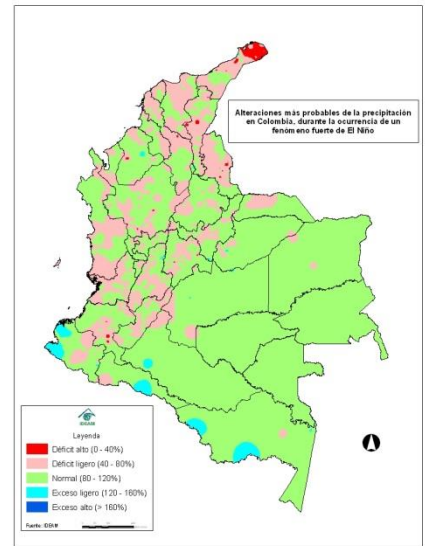 Alteraciones más probables de la precipitación
en Colombia, durante la ocurrencia de un
fenómeno fuerte de El Niño
IDEAM
Leyenda
Déficit alto (0 - 40%)
Déficit ligero (40 - 80%)
Normal (80 - 120%)
Exceso ligero (120 - 160%)
Exceso alto (> 160%)
Fuente: IDEAM